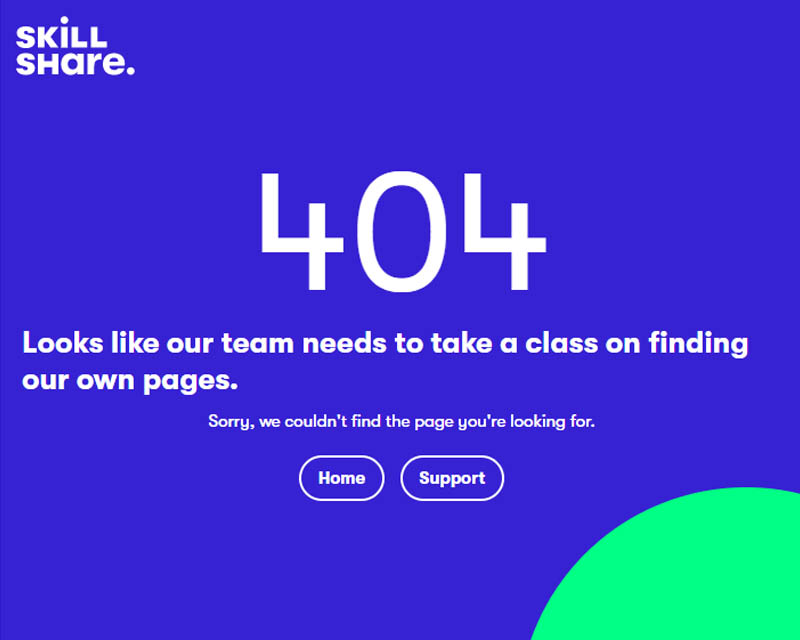 SKiLL
SHare.
404
Looks like our team needs to take a class on finding
our own pages.
Sorry, we couldn't find the page you're looking for.
Home
Support